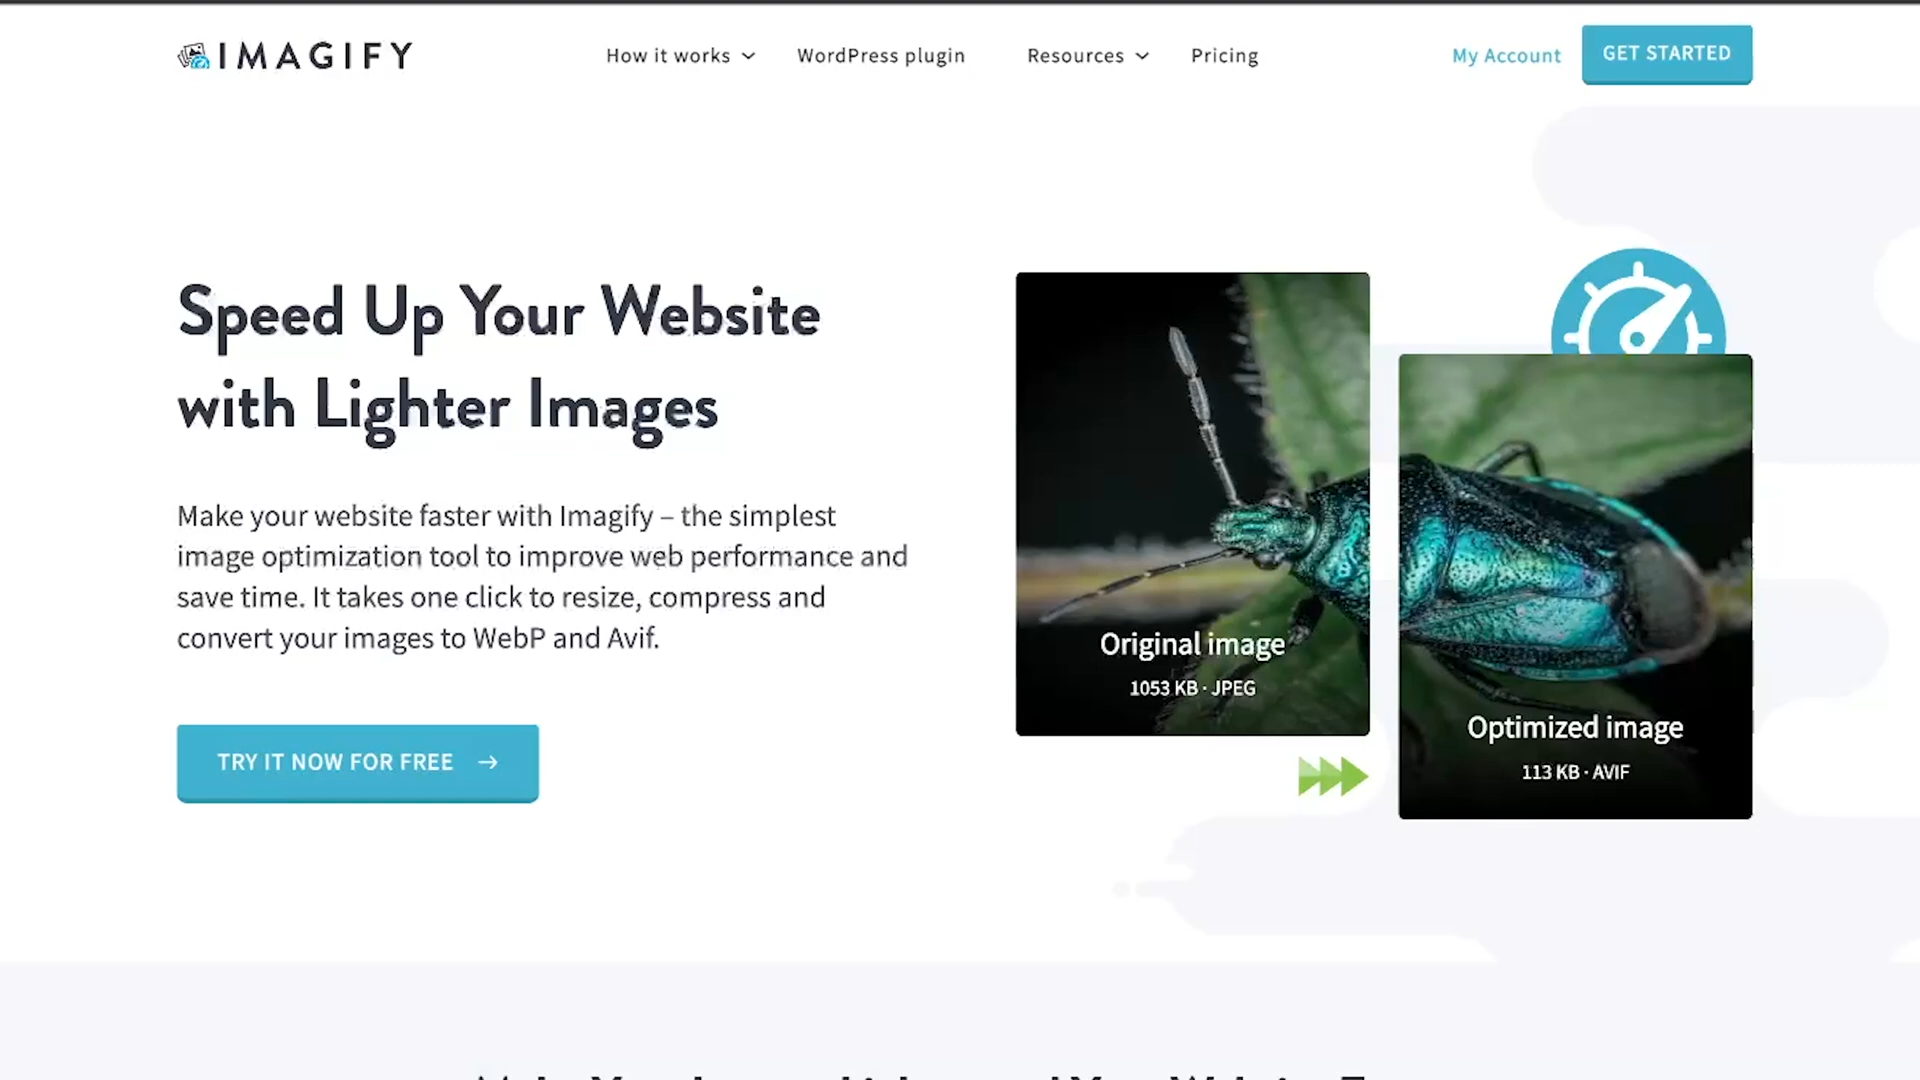 IMAGIFY
How it works
WordPress plugin
Resources
Pricing
My Account
GET STARTED
Speed Up Your Website
with Lighter Images
Make your website faster with Imagify – the simplest
image optimization tool to improve web performance and
save time. It takes one click to resize, compress and
convert your images to WebP and Avif.
TRY IT NOW FOR FREE →
Original image
1053 KB · JPEG
Optimized image
113 KB · AVIF